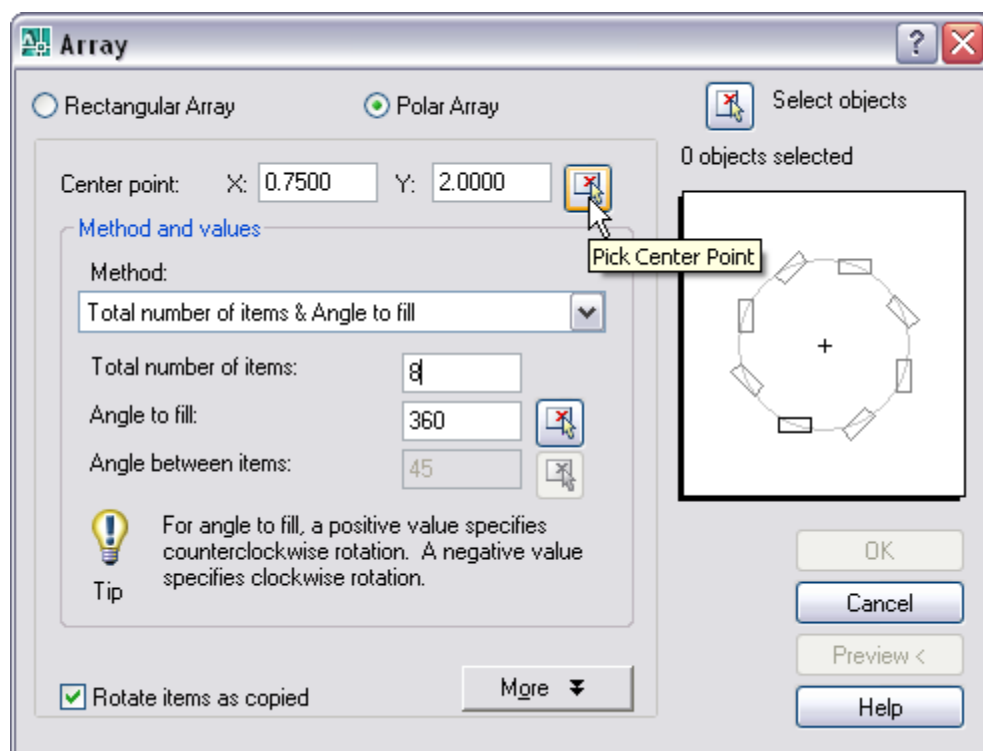 Array
Rectangular Array
Polar Array
Select objects
0 objects selected
Center point: X: 0.7500 Y: 2.0000
Pick Center Point
Method and values
Method:
Total number of items & Angle to fill
Total number of items: 8
Angle to fill: 360
Angle between items: 45
For angle to fill, a positive value specifies
counterclockwise rotation. A negative value
specifies clockwise rotation.
Tip
Rotate items as copied
More
OK
Cancel
Preview <
Help